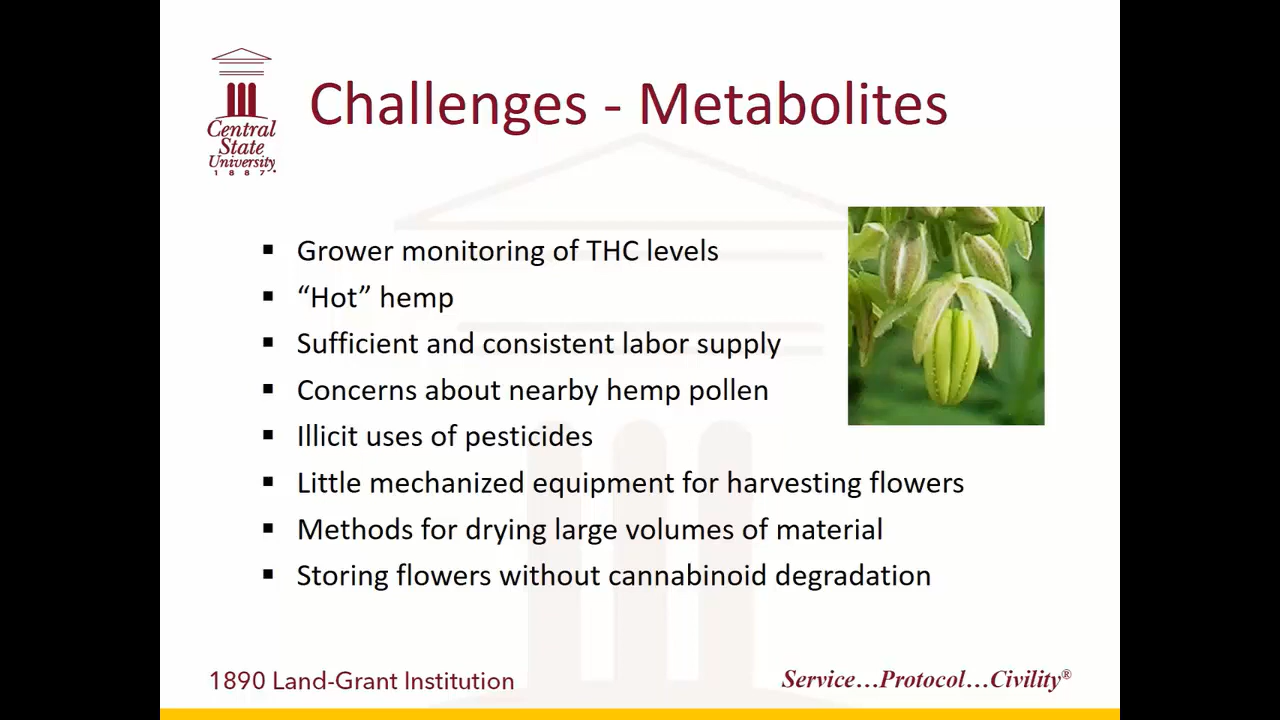 Central
State
University
1887
Challenges - Metabolites
▪ Grower monitoring of THC levels
▪ “Hot” hemp
▪ Sufficient and consistent labor supply
▪ Concerns about nearby hemp pollen
▪ Illicit uses of pesticides
▪ Little mechanized equipment for harvesting flowers
▪ Methods for drying large volumes of material
▪ Storing flowers without cannabinoid degradation
1890 Land-Grant Institution
Service…Protocol…Civility®